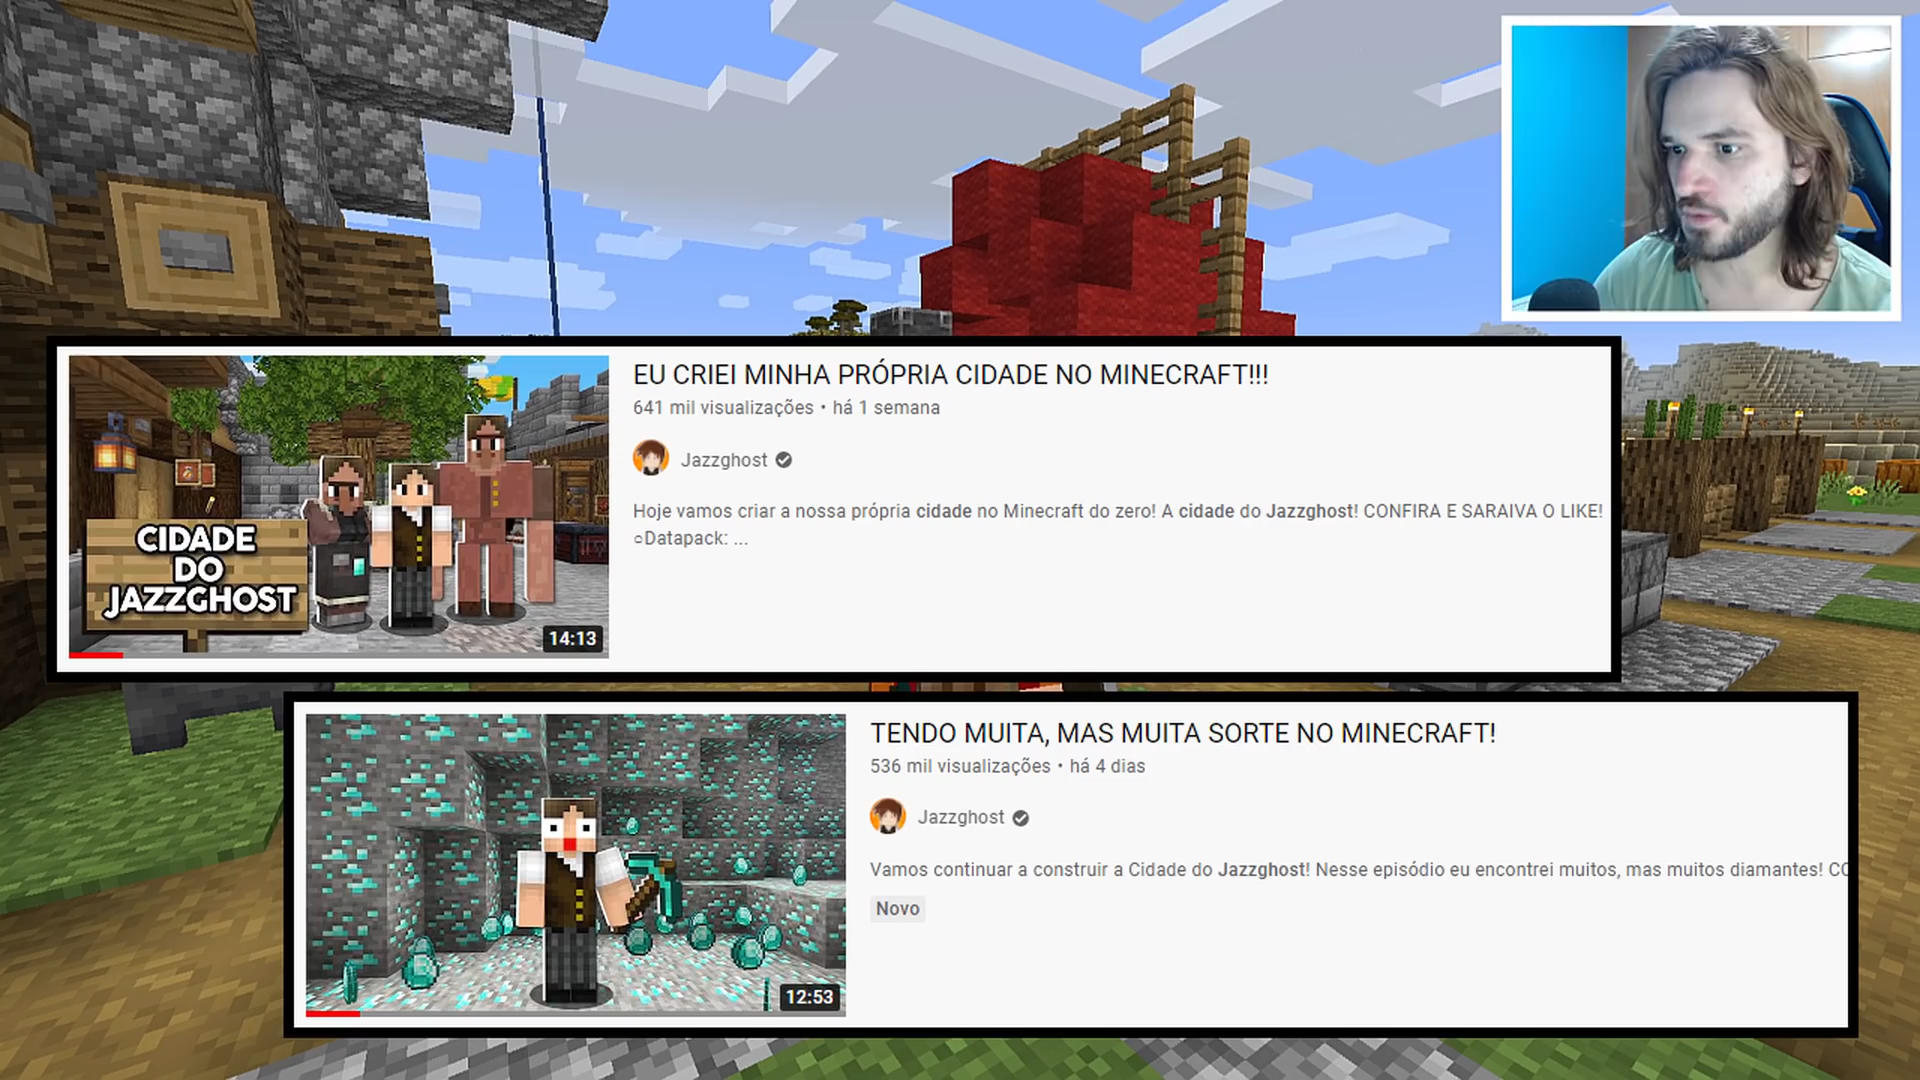 EU CRIEI MINHA PRÓPRIA CIDADE NO MINECRAFT!!!
641 mil visualizações • há 1 semana
Jazzghost
Hoje vamos criar a nossa própria cidade no Minecraft do zero! A cidade do Jazzghost! CONFIRA E SARAIVA O LIKE!
○Datapack: ...
CIDADE
DO
JAZZGHOST
14:13
TENDO MUITA, MAS MUITA SORTE NO MINECRAFT!
536 mil visualizações • há 4 dias
Jazzghost
Vamos continuar a construir a Cidade do Jazzghost! Nesse episódio eu encontrei muitos, mas muitos diamantes! CO
Novo
12:53